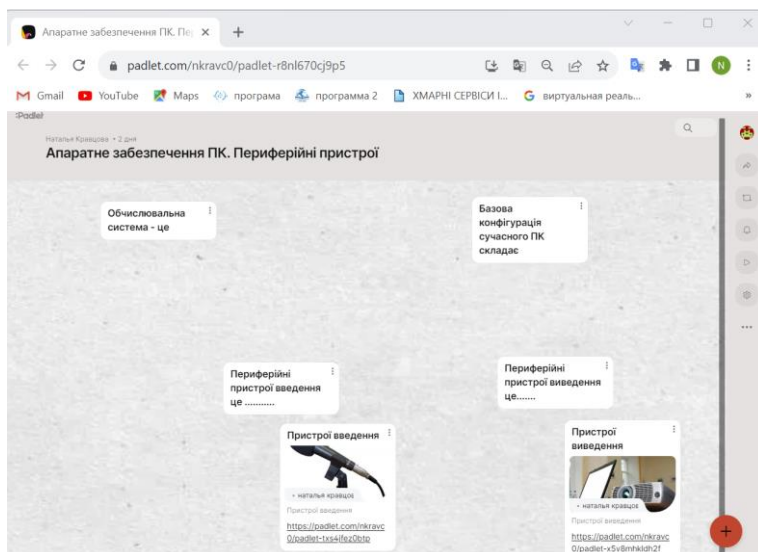 Апаратне забезпечення ПК. Пер
padlet.com/nkravc0/padlet-r8nl670cj9p5
N
Gmail YouTube Maps програма программа 2 ХМАРНІ СЕРВІСИ І... виртуальная реаль... »
:Padlet
Наталья Кравцова • 2 дня
Апаратне забезпечення ПК. Периферійні пристрої
Обчислювальна
система - це
Базова
конфігурація
сучасного ПК
складає
Периферійні
пристрої введення
це ...........
Периферійні
пристрої виведення
це.......
Пристрої введення
наталья кравцов
Пристрої введення
https://padlet.com/nkravc
0/padlet-txs4jfez0btp
Пристрої
виведення
наталья кравцов
Пристрої виведення
https://padlet.com/nkravc
0/padlet-x5v8mhkldh2f